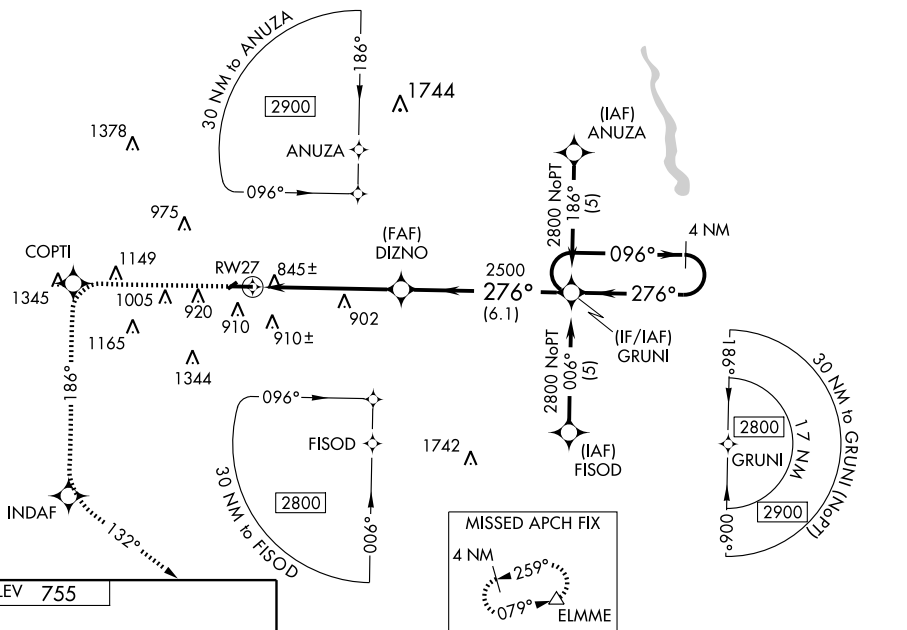 30 NM to ANUZA
186°
2900
1744
ANUZA
096°
1378
(IAF)
ANUZA
2800 NoPT
186°
(5)
4 NM
096°
276°
975
(FAF)
DIZNO
COPTI
1149
RW27
845±
2500
276°
(6.1)
1345
1005
920
910
902
910±
(IF/IAF)
GRUNI
1165
1344
2800 NoPT
006°
(5)
186°
30 NM to GRUNI (NoPT)
186°
096°
FISOD
1742
(IAF)
FISOD
2800
GRUNI
17 NM
2800
2900
006°
INDAF
30 NM to FISOD
006°
132°
MISSED APCH FIX
4 NM
259°
079°
ELMME
LEV 755